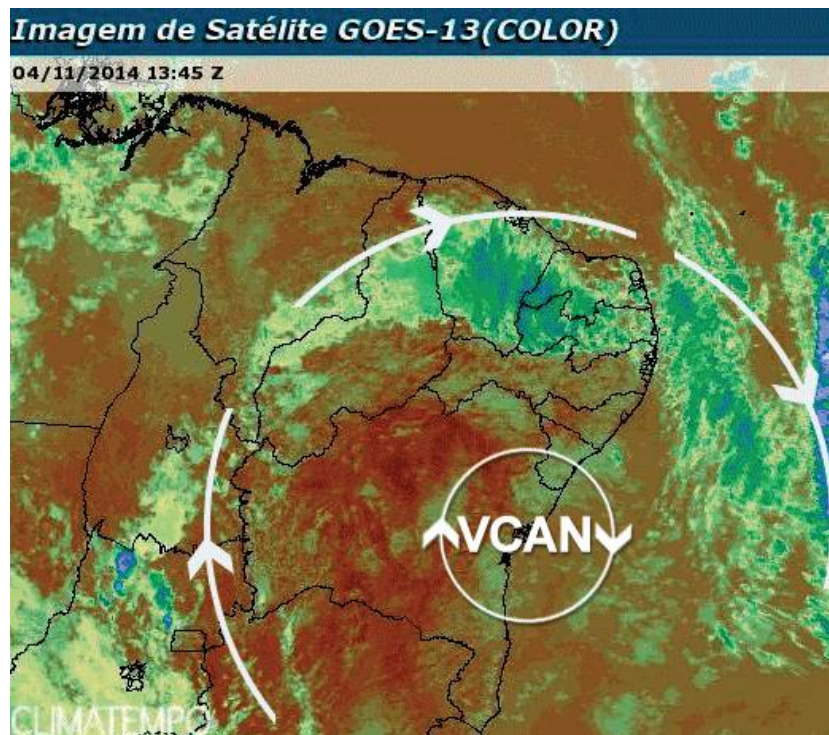 Imagem de Satélite GOES-13(COLOR)
04/11/2014 13:45 Z
VCAN
CLIMATEMPO